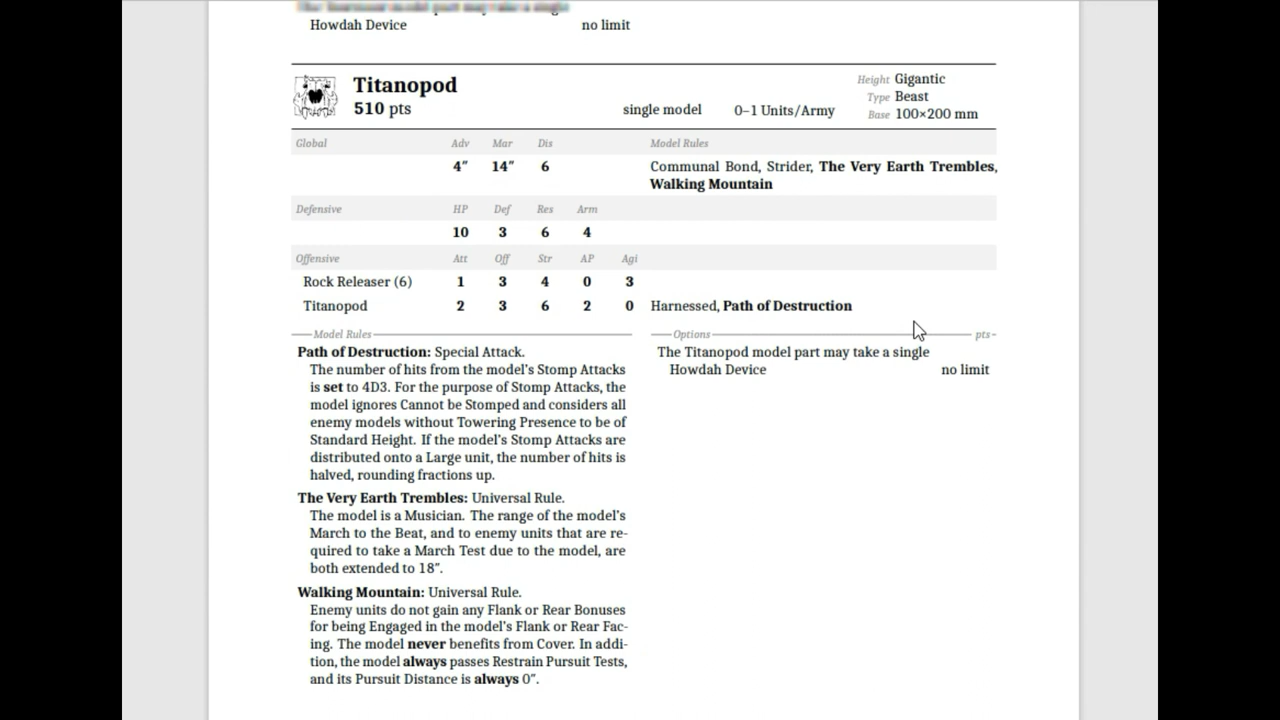 Howdah Device no limit
Titanopod
510 pts single model 0–1 Units/Army
Height Gigantic
Type Beast
Base 100×200 mm
Global Adv Mar Dis Model Rules
4″ 14″ 6 Communal Bond, Strider, The Very Earth Trembles,
Walking Mountain
Defensive HP Def Res Arm
10 3 6 4
Offensive Att Off Str AP Agi
Rock Releaser (6) 1 3 4 0 3
Titanopod 2 3 6 2 0 Harnessed, Path of Destruction
Model Rules
Path of Destruction: Special Attack.
The number of hits from the model’s Stomp Attacks
is set to 4D3. For the purpose of Stomp Attacks, the
model ignores Cannot be Stomped and considers all
enemy models without Towering Presence to be of
Standard Height. If the model’s Stomp Attacks are
distributed onto a Large unit, the number of hits is
halved, rounding fractions up.
The Very Earth Trembles: Universal Rule.
The model is a Musician. The range of the model’s
March to the Beat, and to enemy units that are re-
quired to take a March Test due to the model, are
both extended to 18″.
Walking Mountain: Universal Rule.
Enemy units do not gain any Flank or Rear Bonuses
for being Engaged in the model’s Flank or Rear Fac-
ing. The model never benefits from Cover. In addi-
tion, the model always passes Restrain Pursuit Tests,
and its Pursuit Distance is always 0″.
Options pts
The Titanopod model part may take a single
Howdah Device no limit